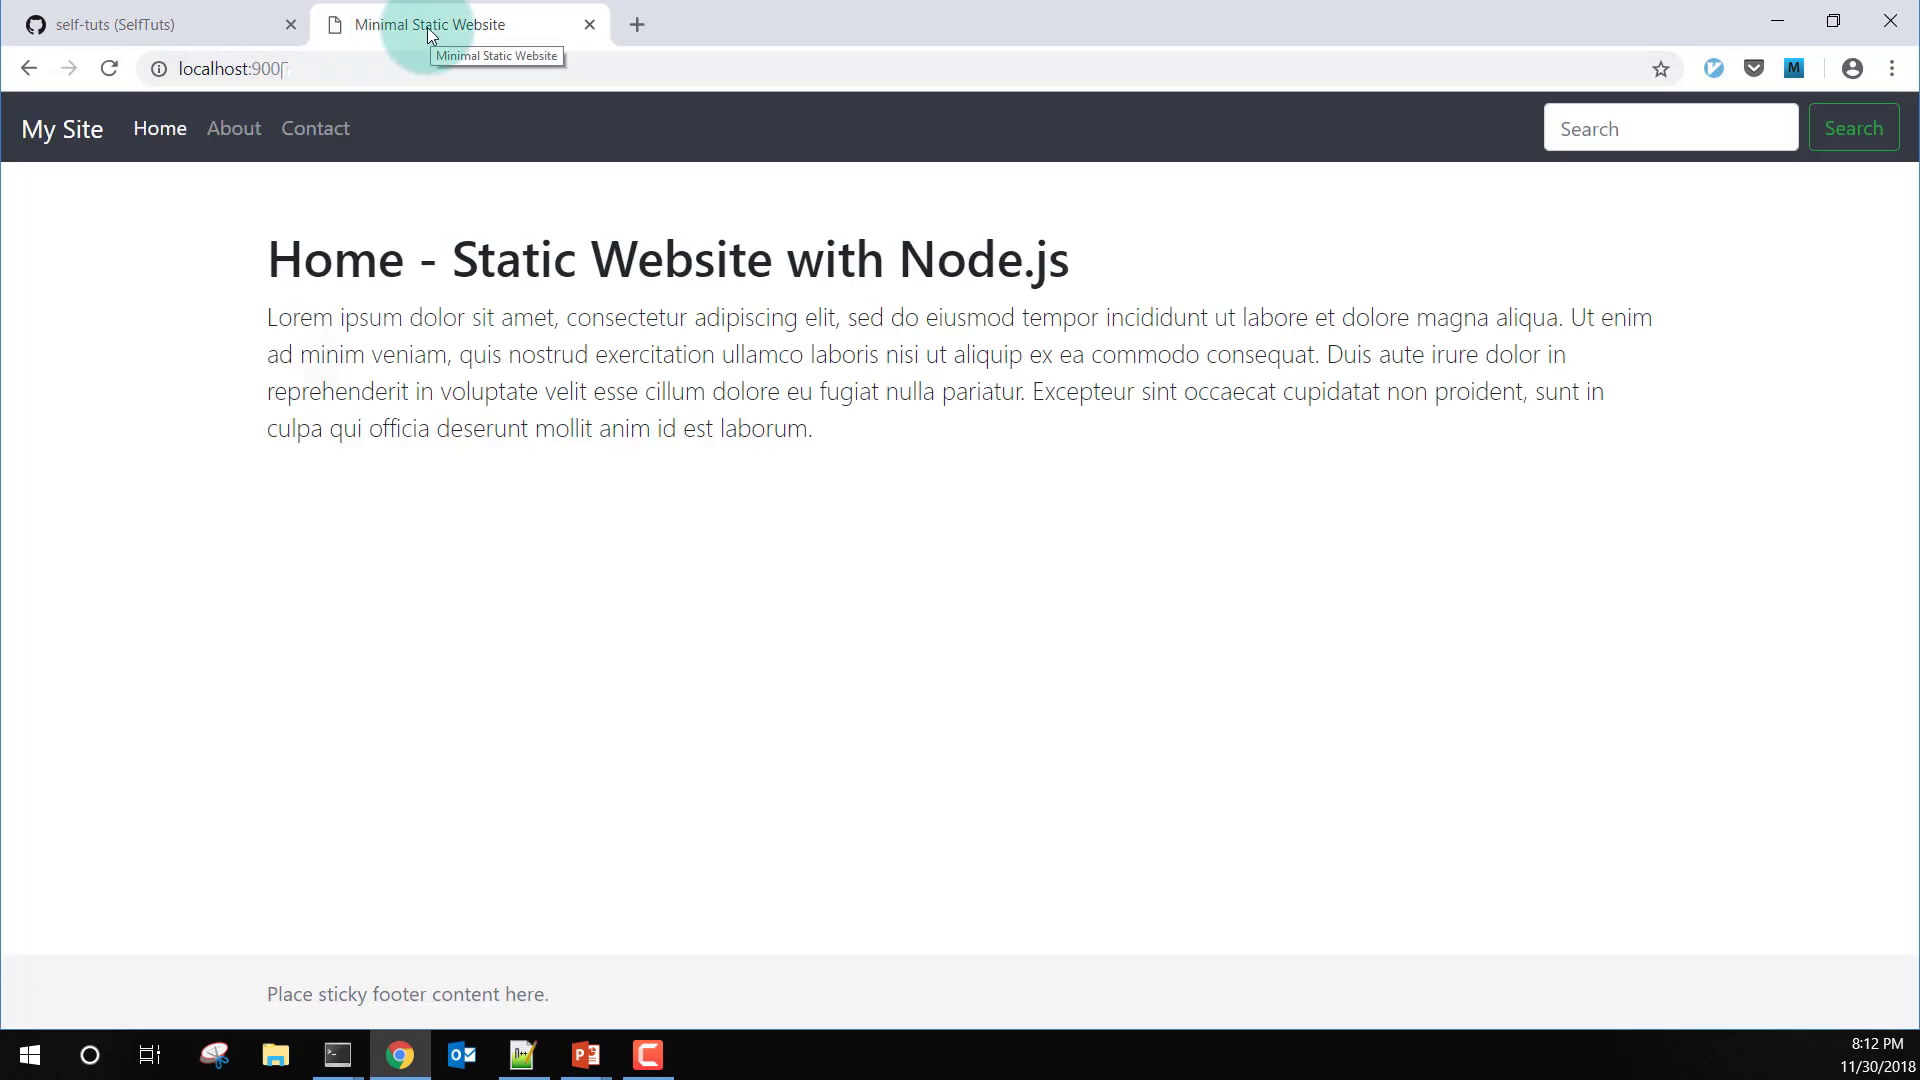 self-tuts (SelfTuts)
Minimal Static Website
Minimal Static Website
localhost:900
M
My Site Home About Contact
Search Search
Home - Static Website with Node.js
Lorem ipsum dolor sit amet, consectetur adipiscing elit, sed do eiusmod tempor incididunt ut labore et dolore magna aliqua. Ut enim
ad minim veniam, quis nostrud exercitation ullamco laboris nisi ut aliquip ex ea commodo consequat. Duis aute irure dolor in
reprehenderit in voluptate velit esse cillum dolore eu fugiat nulla pariatur. Excepteur sint occaecat cupidatat non proident, sunt in
culpa qui officia deserunt mollit anim id est laborum.
Place sticky footer content here.
8:12 PM
11/30/2018